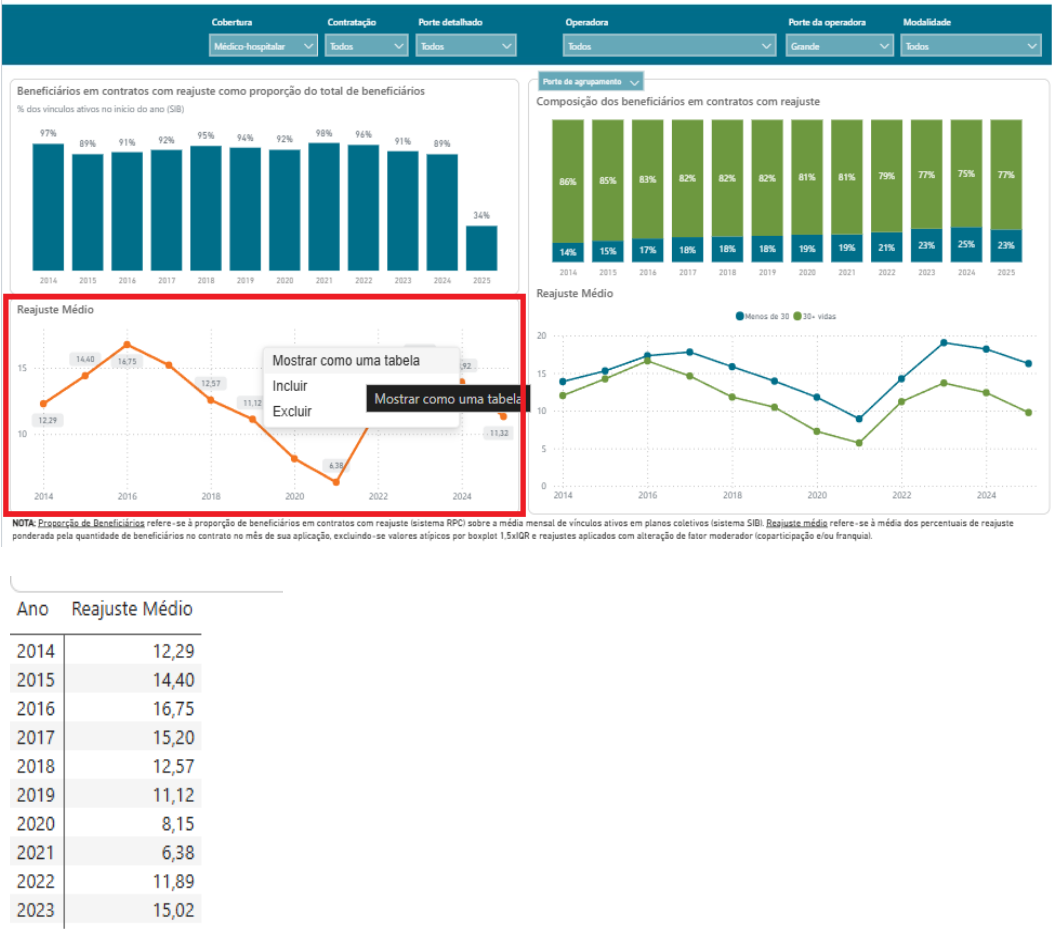 Cobertura Contratação Porte detalhado Operadora Porte da operadora Modalidade
Médico-hospitalar Todos Todos Todos Grande Todos
Beneficiários em contratos com reajuste como proporção do total de beneficiários
% dos vínculos ativos no início do ano (SIB)
97% 89% 91% 92% 95% 94% 92% 98% 96% 91% 89% 34%
2014 2015 2016 2017 2018 2019 2020 2021 2022 2023 2024 2025
Porte de agrupamento
Composição dos beneficiários em contratos com reajuste
86% 85% 83% 82% 82% 82% 81% 81% 79% 77% 75% 77%
14% 15% 17% 18% 18% 18% 19% 19% 21% 23% 25% 23%
2014 2015 2016 2017 2018 2019 2020 2021 2022 2023 2024 2025
Reajuste Médio
15
10
12,29 14,40 16,75 12,57 11,12 6,38 ,92 11,32
2014 2016 2018 2020 2022 2024
Mostrar como uma tabela
Incluir
Excluir
Mostrar como uma tabela
Reajuste Médio
Menos de 30 30+ vidas
20
15
10
5
0
2014 2016 2018 2020 2022 2024
NOTA: Proporção de Beneficiários refere-se à proporção de beneficiários em contratos com reajuste (sistema RPC) sobre a média mensal de vínculos ativos em planos coletivos (sistema SIB). Reajuste médio refere-se à média dos percentuais de reajuste
ponderada pela quantidade de beneficiários no contrato no mês de sua aplicação, excluindo-se valores atípicos por boxplot 1,5xIQR e reajustes aplicados com alteração de fator moderador (coparticipação e/ou franquia).
Ano Reajuste Médio
2014 12,29
2015 14,40
2016 16,75
2017 15,20
2018 12,57
2019 11,12
2020 8,15
2021 6,38
2022 11,89
2023 15,02